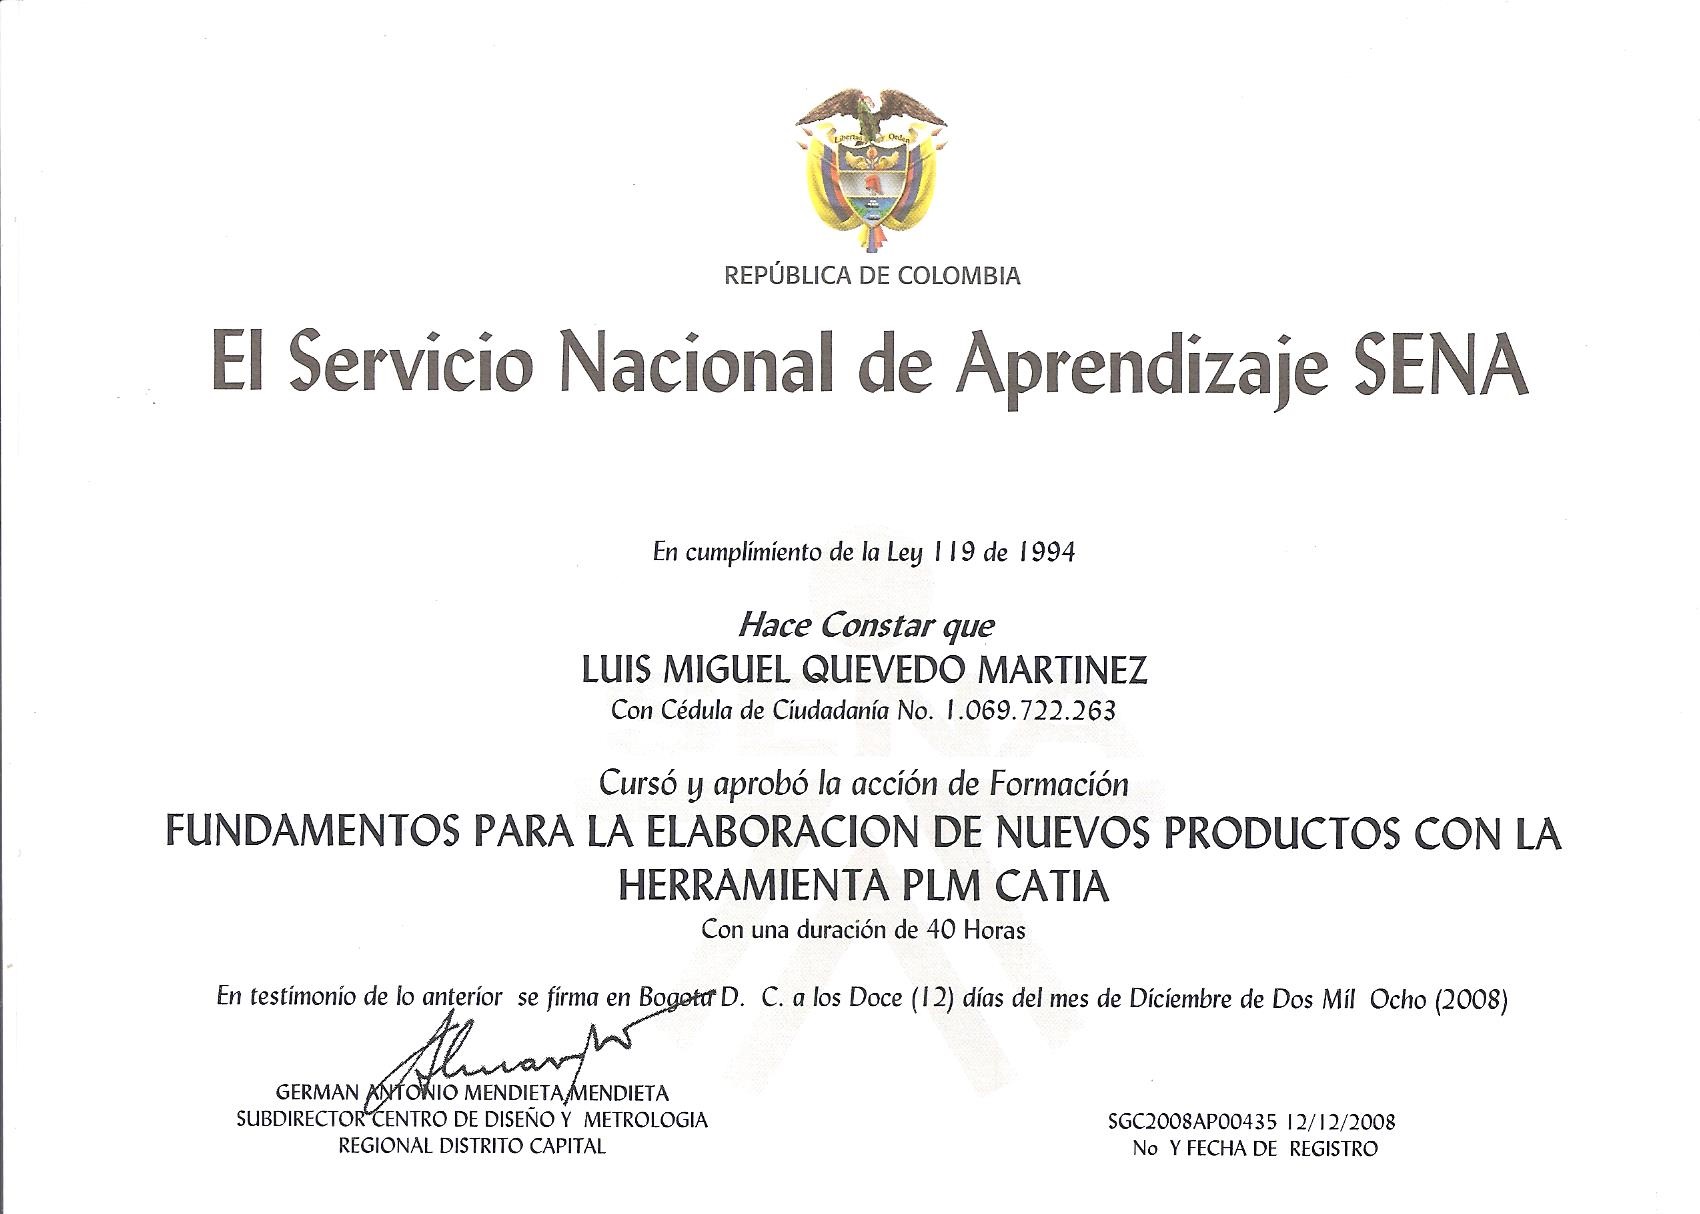 Libertad y Orden
REPÚBLICA DE COLOMBIA
El Servicio Nacional de Aprendizaje SENA
En cumplimiento de la Ley 119 de 1994
Hace Constar que
LUIS MIGUEL QUEVEDO MARTINEZ
Con Cédula de Ciudadanía No. 1.069.722.263
SENA
Cursó y aprobó la acción de Formación
FUNDAMENTOS PARA LA ELABORACION DE NUEVOS PRODUCTOS CON LA
HERRAMIENTA PLM CATIA
Con una duración de 40 Horas
En testimonio de lo anterior se firma en Bogota D. C. a los Doce (12) días del mes de Diciembre de Dos Mil Ocho (2008)
GERMAN ANTONIO MENDIETA MENDIETA
SUBDIRECTOR CENTRO DE DISEÑO Y METROLOGIA
REGIONAL DISTRITO CAPITAL
SGC2008AP00435 12/12/2008
No Y FECHA DE REGISTRO